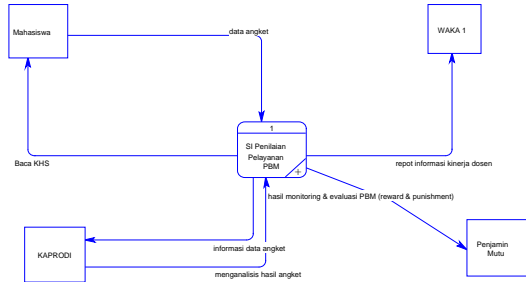 Mahasiswa
data angket
WAKA 1
1
SI Penilaian
Pelayanan
PBM
+
Baca KHS
repot informasi kinerja dosen
hasil monitoring & evaluasi PBM (reward & punishment)
KAPRODI
informasi data angket
menganalisis hasil angket
Penjamin
Mutu